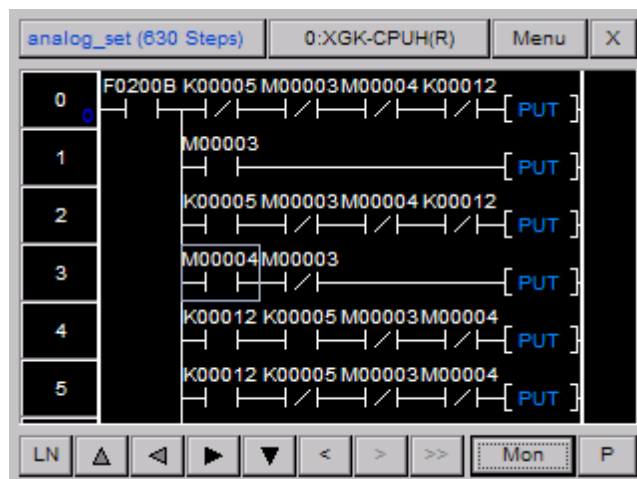 analog_set (630 Steps) 0:XGK-CPUH(R) Menu X
F0200B K00005 M00003 M00004 K00012
0 0 PUT
M00003
1 PUT
K00005 M00003 M00004 K00012
2 PUT
M00004 M00003
3 PUT
K00012 K00005 M00003 M00004
4 PUT
K00012 K00005 M00003 M00004
5 PUT
LN < > >> Mon P